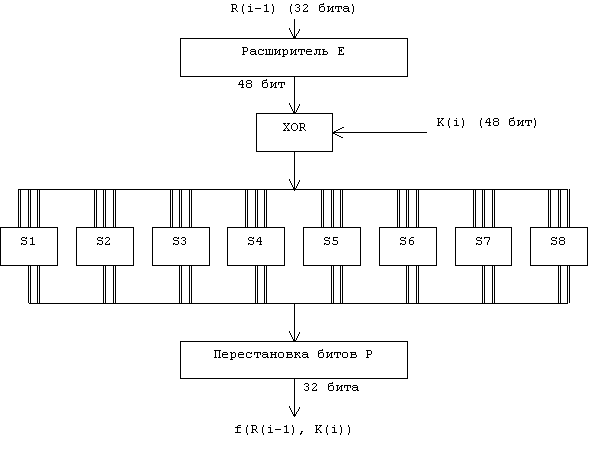 R(i-1) (32 бита)
Расширитель E
48 бит
XOR
K(i) (48 бит)
S1 S2 S3 S4 S5 S6 S7 S8
Перестановка битов P
32 бита
f(R(i-1), K(i))